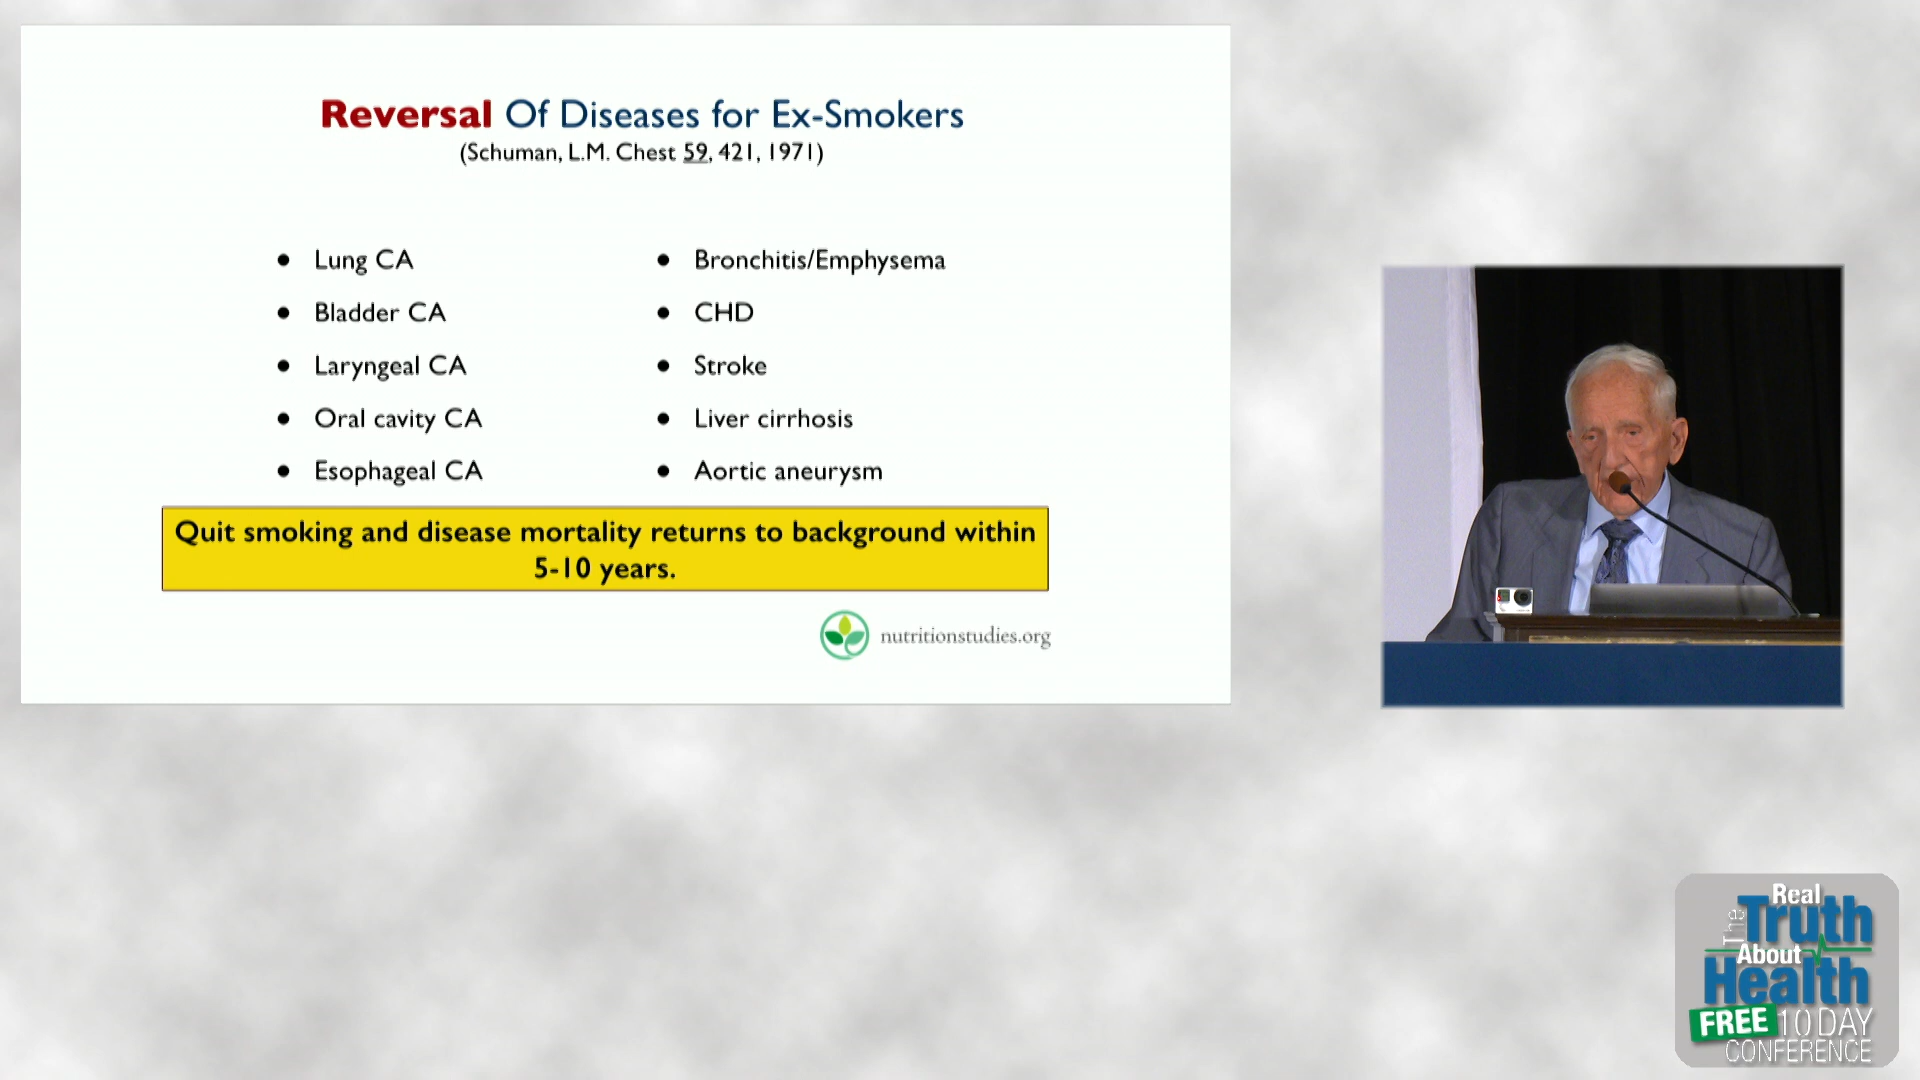 Reversal Of Diseases for Ex-Smokers
(Schuman, L.M. Chest 59, 421, 1971)
● Lung CA
● Bladder CA
● Laryngeal CA
● Oral cavity CA
● Esophageal CA
● Bronchitis/Emphysema
● CHD
● Stroke
● Liver cirrhosis
● Aortic aneurysm
Quit smoking and disease mortality returns to background within
5-10 years.
nutritionstudies.org
The Real
Truth
About
Health
FREE 10 DAY
CONFERENCE